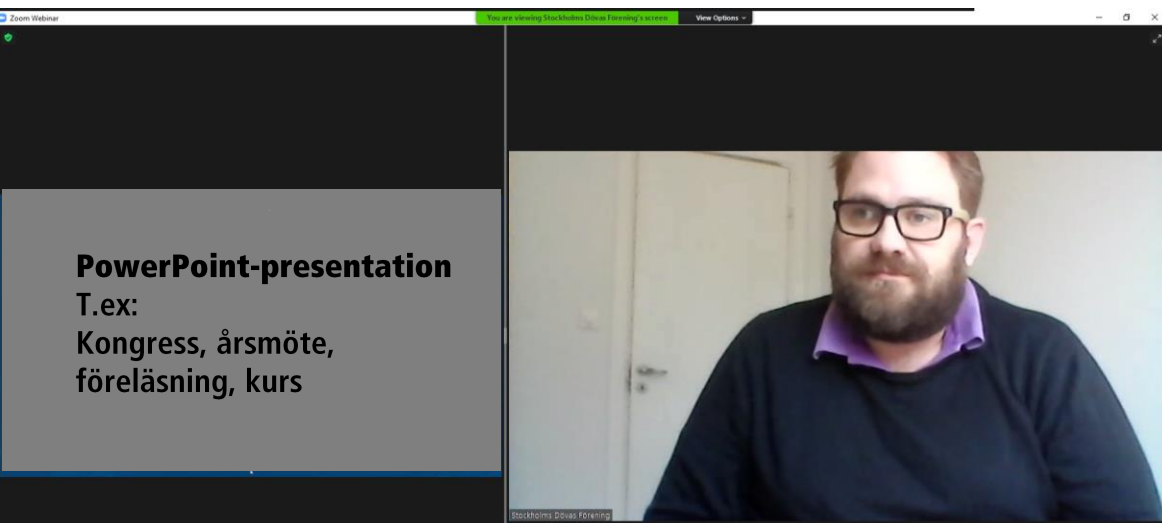 Zoom Webinar
You are viewing Stockholms Dövas Förening's screen
View Options
PowerPoint-presentation
T.ex:
Kongress, årsmöte,
föreläsning, kurs
Stockholms Dövas Förening